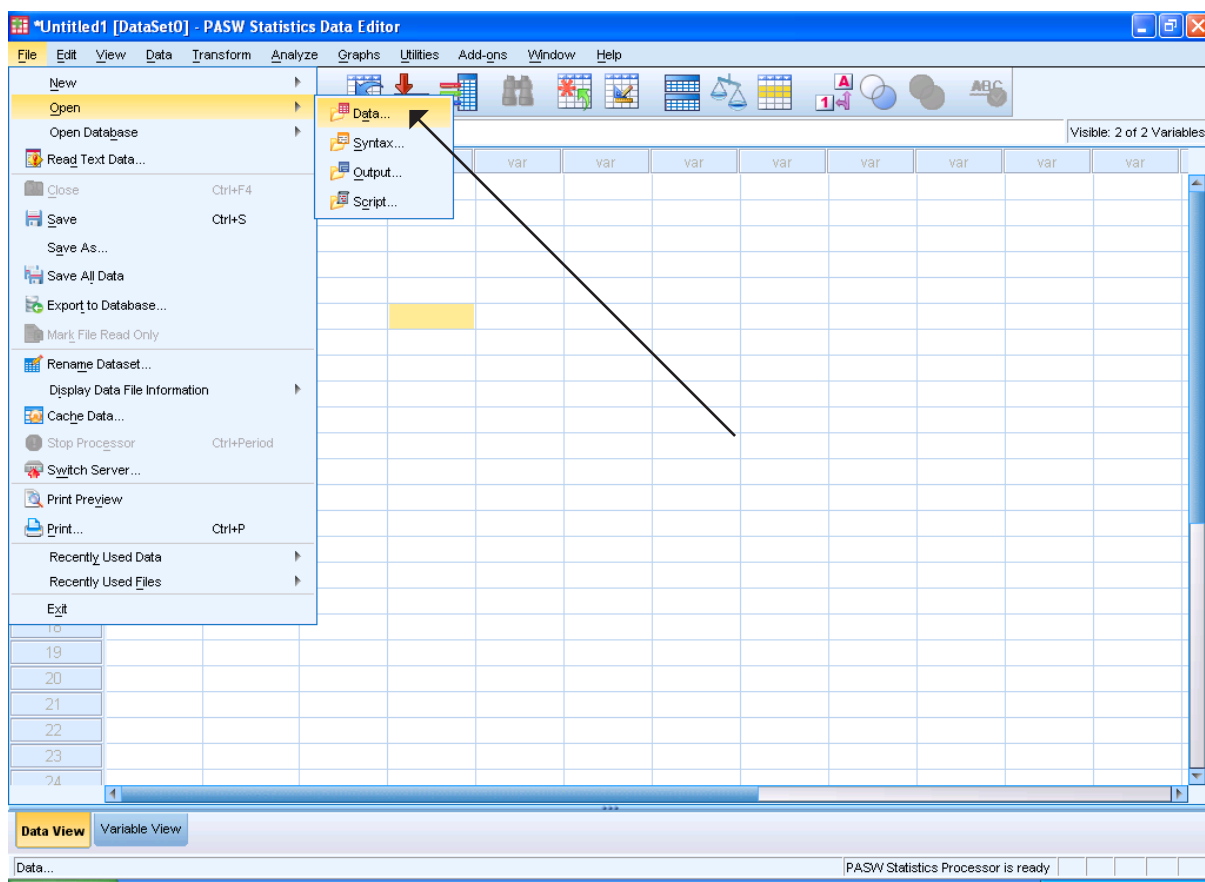 *Untitled1 [DataSet0] - PASW Statistics Data Editor
File Edit View Data Transform Analyze Graphs Utilities Add-ons Window Help
New
Open
Open Database
Read Text Data...
Close Ctrl+F4
Save Ctrl+S
Save As...
Save All Data
Export to Database...
Mark File Read Only
Rename Dataset...
Display Data File Information
Cache Data...
Stop Processor Ctrl+Period
Switch Server...
Print Preview
Print... Ctrl+P
Recently Used Data
Recently Used Files
Exit
Data...
Syntax...
Output...
Script...
A
1
ABC
Visible: 2 of 2 Variables
var var var var var var var var
18
19
20
21
22
23
24
Data View Variable View
Data... PASW Statistics Processor is ready